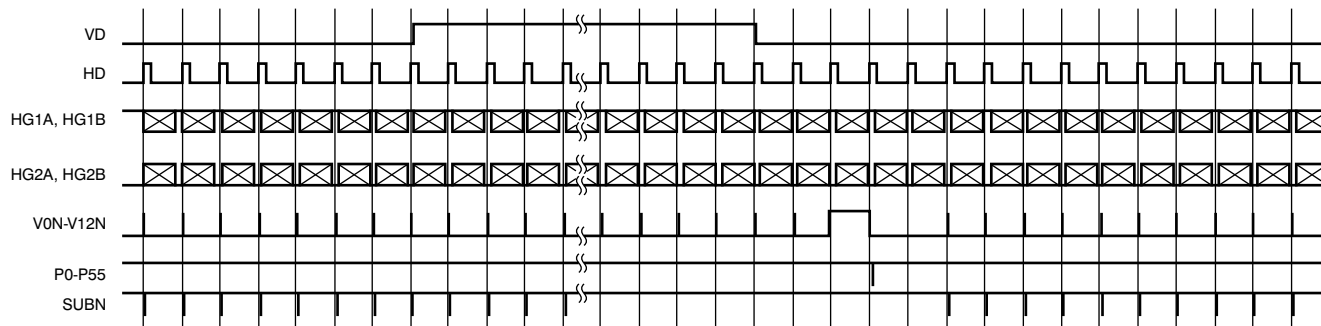 VD
HD
HG1A, HG1B
HG2A, HG2B
V0N-V12N
P0-P55
SUBN